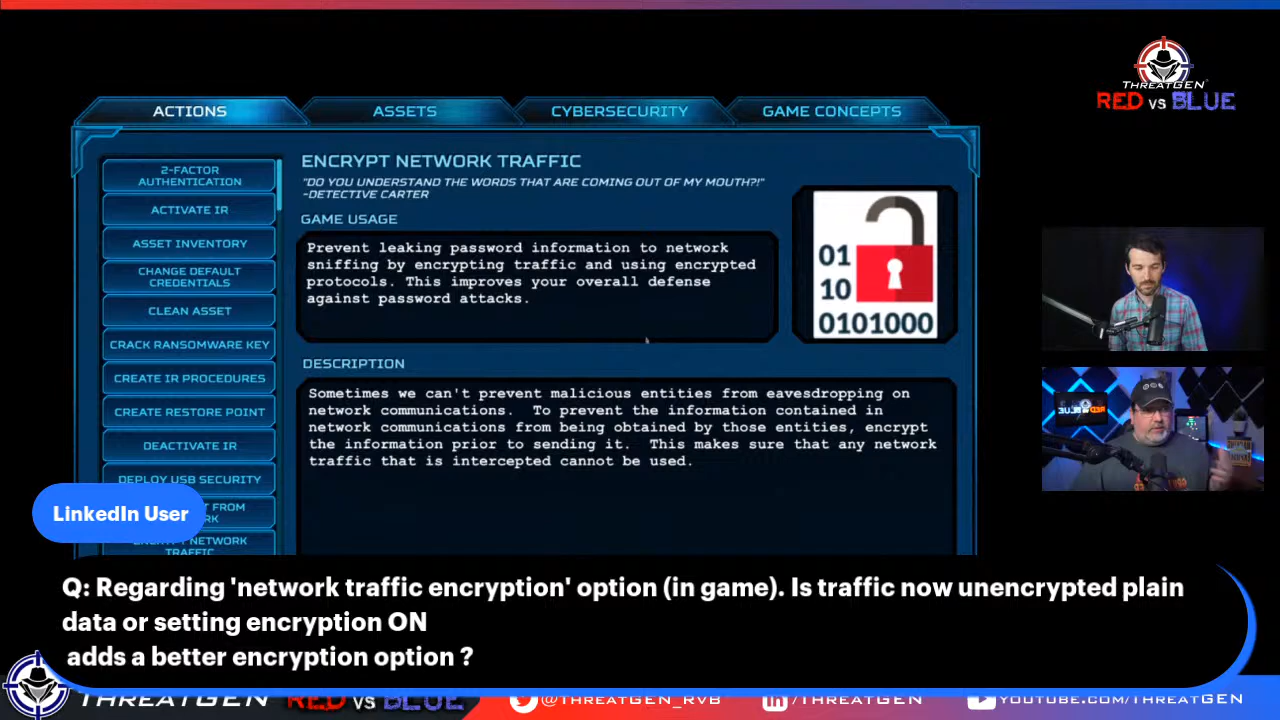 THREATGEN
RED vs BLUE
ACTIONS
ASSETS
CYBERSECURITY
GAME CONCEPTS
2-FACTOR
AUTHENTICATION
ACTIVATE IR
ASSET INVENTORY
CHANGE DEFAULT
CREDENTIALS
CLEAN ASSET
CRACK RANSOMWARE KEY
CREATE IR PROCEDURES
CREATE RESTORE POINT
DEACTIVATE IR
DEPLOY USB SECURITY
T FROM
RK
ENCRYPT NETWORK
TRAFFIC
ENCRYPT NETWORK TRAFFIC
"DO YOU UNDERSTAND THE WORDS THAT ARE COMING OUT OF MY MOUTH?!"
-DETECTIVE CARTER
GAME USAGE
Prevent leaking password information to network
sniffing by encrypting traffic and using encrypted
protocols. This improves your overall defense
against password attacks.
01
10
0101000
DESCRIPTION
Sometimes we can't prevent malicious entities from eavesdropping on
network communications.  To prevent the information contained in
network communications from being obtained by those entities, encrypt
the information prior to sending it.  This makes sure that any network
traffic that is intercepted cannot be used.
LinkedIn User
Q: Regarding 'network traffic encryption' option (in game). Is traffic now unencrypted plain
data or setting encryption ON
adds a better encryption option ?
THREATGEN RED vs BLUE
@THREATGEN_RVB
/THREATGEN
YOUTUBE.COM/THREATGEN